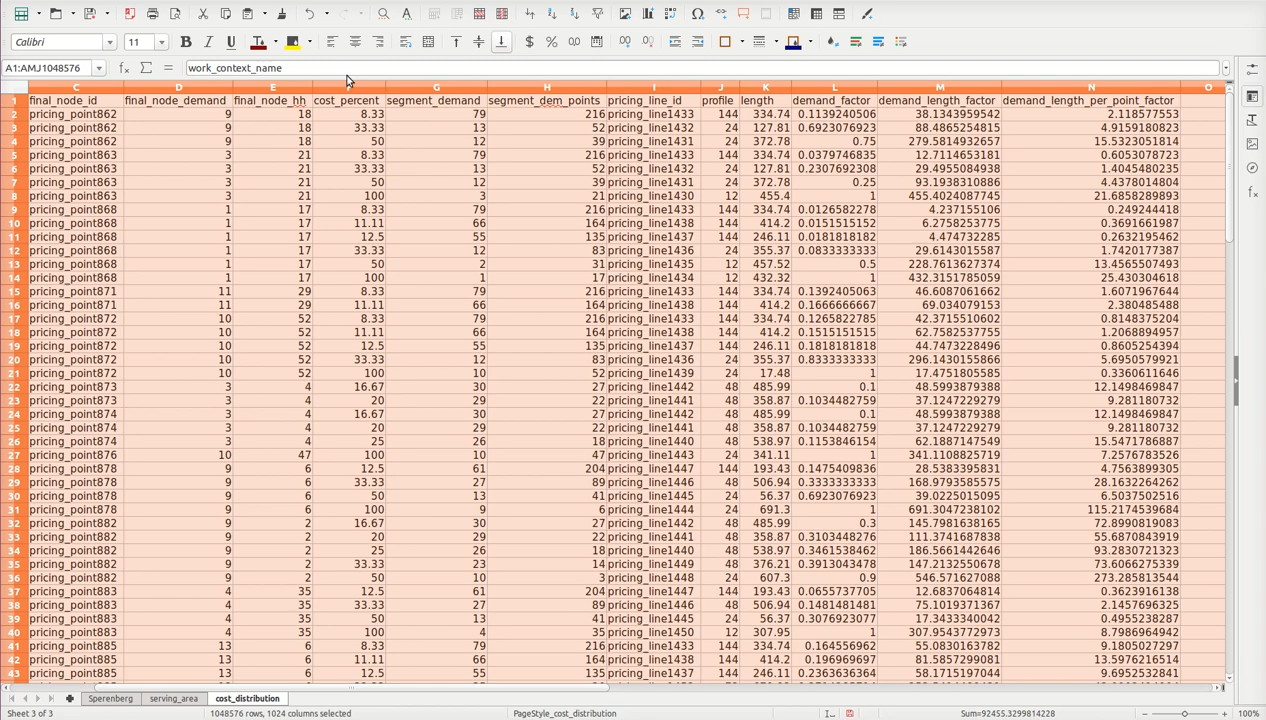 Calibri 11
A1:AMJ1048576 work_context_name
C D E F G H I J K L M N O
1 final_node_id final_node_demand final_node_hh cost_percent segment_demand segment_dem_points pricing_line_id profile length demand_factor demand_length_factor demand_length_per_point_factor
2 pricing_point862 9 18 8.33 79 216 pricing_line1433 144 334.74 0.1139240506 38.1343959542 2.118577553
3 pricing_point862 9 18 33.33 13 52 pricing_line1432 24 127.81 0.6923076923 88.4865254815 4.9159180823
4 pricing_point862 9 18 50 12 39 pricing_line1431 24 372.78 0.75 279.5814932657 15.5323051814
5 pricing_point863 3 21 8.33 79 216 pricing_line1433 144 334.74 0.0379746835 12.7114653181 0.6053078723
6 pricing_point863 3 21 33.33 13 52 pricing_line1432 24 127.81 0.2307692308 29.4955084938 1.4045480235
7 pricing_point863 3 21 50 12 39 pricing_line1431 24 372.78 0.25 93.1938310886 4.4378014804
8 pricing_point863 3 21 100 3 21 pricing_line1430 12 455.4 1 455.4024087745 21.6858289893
9 pricing_point868 1 17 8.33 79 216 pricing_line1433 144 334.74 0.0126582278 4.237155106 0.249244418
10 pricing_point868 1 17 11.11 66 164 pricing_line1438 144 414.2 0.0151515152 6.2758253775 0.3691661987
11 pricing_point868 1 17 12.5 55 135 pricing_line1437 144 246.11 0.0181818182 4.474732285 0.2632195462
12 pricing_point868 1 17 33.33 12 83 pricing_line1436 24 355.37 0.0833333333 29.6143015587 1.7420177387
13 pricing_point868 1 17 50 2 31 pricing_line1435 12 457.52 0.5 228.7613627374 13.4565507493
14 pricing_point868 1 17 100 1 17 pricing_line1434 12 432.32 1 432.3151785059 25.430304618
15 pricing_point871 11 29 8.33 79 216 pricing_line1433 144 334.74 0.1392405063 46.6087061662 1.6071967644
16 pricing_point871 11 29 11.11 66 164 pricing_line1438 144 414.2 0.1666666667 69.034079153 2.380485488
17 pricing_point872 10 52 8.33 79 216 pricing_line1433 144 334.74 0.1265822785 42.3715510602 0.8148375204
18 pricing_point872 10 52 11.11 66 164 pricing_line1438 144 414.2 0.1515151515 62.7582537755 1.2068894957
19 pricing_point872 10 52 12.5 55 135 pricing_line1437 144 246.11 0.1818181818 44.7473228496 0.8605254394
20 pricing_point872 10 52 33.33 12 83 pricing_line1436 24 355.37 0.8333333333 296.1430155866 5.6950579921
21 pricing_point872 10 52 100 10 52 pricing_line1439 24 17.48 1 17.4751805185 0.3360611646
22 pricing_point873 3 4 16.67 30 27 pricing_line1442 48 485.99 0.1 48.5993879388 12.1498469847
23 pricing_point873 3 4 20 29 22 pricing_line1441 48 358.87 0.1034482759 37.1247229279 9.281180732
24 pricing_point874 3 4 16.67 30 27 pricing_line1442 48 485.99 0.1 48.5993879388 12.1498469847
25 pricing_point874 3 4 20 29 22 pricing_line1441 48 358.87 0.1034482759 37.1247229279 9.281180732
26 pricing_point874 3 4 25 26 18 pricing_line1440 48 538.97 0.1153846154 62.1887147549 15.5471786887
27 pricing_point876 10 47 100 10 47 pricing_line1443 24 341.11 1 341.1108825719 7.2576783526
28 pricing_point878 9 6 12.5 61 204 pricing_line1447 144 193.43 0.1475409836 28.5383395831 4.7563899305
29 pricing_point878 9 6 33.33 27 89 pricing_line1446 48 506.94 0.3333333333 168.9793585575 28.1632264262
30 pricing_point878 9 6 50 13 41 pricing_line1445 24 56.37 0.6923076923 39.0225015095 6.5037502516
31 pricing_point878 9 6 100 9 6 pricing_line1444 24 691.3 1 691.3047238102 115.2174539684
32 pricing_point882 9 2 16.67 30 27 pricing_line1442 48 485.99 0.3 145.7981638165 72.8990819083
33 pricing_point882 9 2 20 29 22 pricing_line1441 48 358.87 0.3103448276 111.3741687838 55.6870843919
34 pricing_point882 9 2 25 26 18 pricing_line1440 48 538.97 0.3461538462 186.5661442646 93.2830721323
35 pricing_point882 9 2 33.33 23 14 pricing_line1449 48 376.21 0.3913043478 147.2132550678 73.6066275339
36 pricing_point882 9 2 50 10 3 pricing_line1448 24 607.3 0.9 546.571627088 273.285813544
37 pricing_point883 4 35 12.5 61 204 pricing_line1447 144 193.43 0.0655737705 12.6837064814 0.3623916138
38 pricing_point883 4 35 33.33 27 89 pricing_line1446 48 506.94 0.1481481481 75.1019371367 2.1457696325
39 pricing_point883 4 35 50 13 41 pricing_line1445 24 56.37 0.3076923077 17.3433340042 0.4955238287
40 pricing_point883 4 35 100 4 35 pricing_line1450 12 307.95 1 307.9543772973 8.7986964942
41 pricing_point885 13 6 8.33 79 216 pricing_line1433 144 334.74 0.164556962 55.0830163782 9.1805027297
42 pricing_point885 13 6 11.11 66 164 pricing_line1438 144 414.2 0.196969697 81.5857299081 13.5976216514
43 pricing_point885 13 6 12.5 55 135 pricing_line1437 144 246.11 0.2363636364 58.1715197044 9.6952532841
Sperenberg serving_area cost_distribution
Sheet 3 of 3 1048576 rows, 1024 columns selected PageStyle_cost_distribution Sum=92455.3299814228 100%